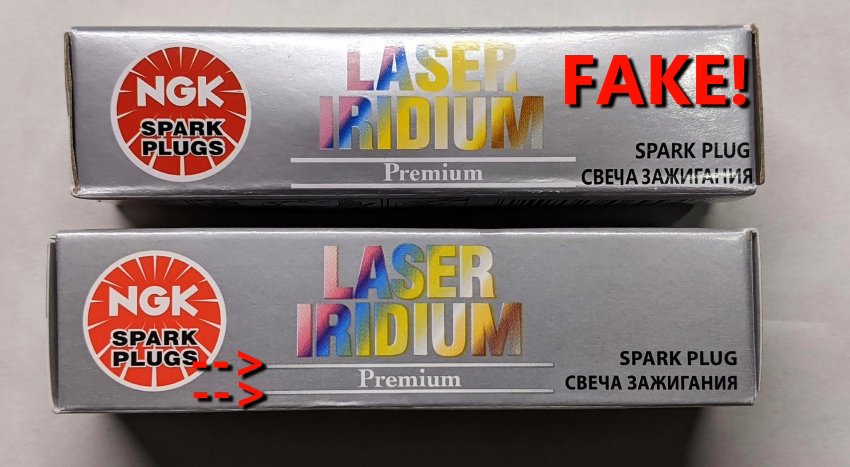 NGK
SPARK
PLUGS
LASER
IRIDIUM
Premium
FAKE!
SPARK PLUG
СВЕЧА ЗАЖИГАНИЯ
NGK
SPARK
PLUGS
-->
-->
LASER
IRIDIUM
Premium
SPARK PLUG
СВЕЧА ЗАЖИГАНИЯ